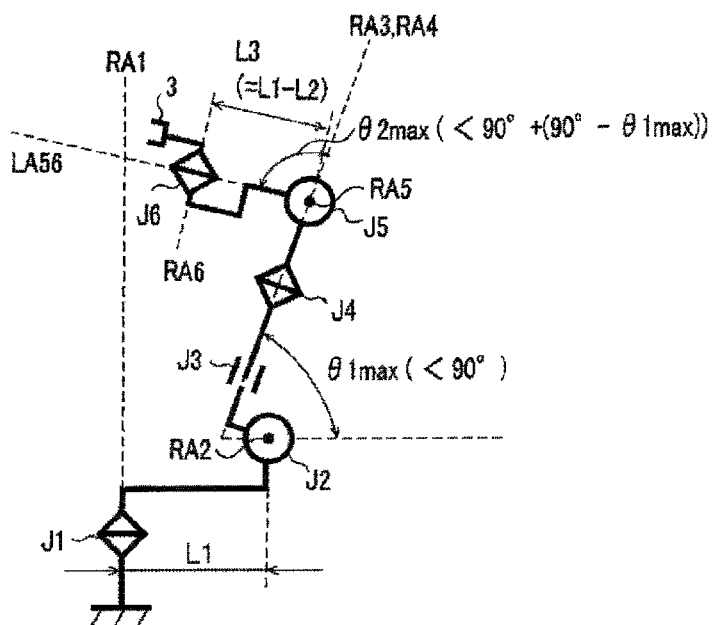 RA3,RA4
RA1
L3
(=L1-L2)
3
θ2max ( < 90° +(90° - θ1max))
LA56
J6
RA5
J5
RA6
J4
J3
θ1max ( < 90° )
RA2
J2
J1
L1